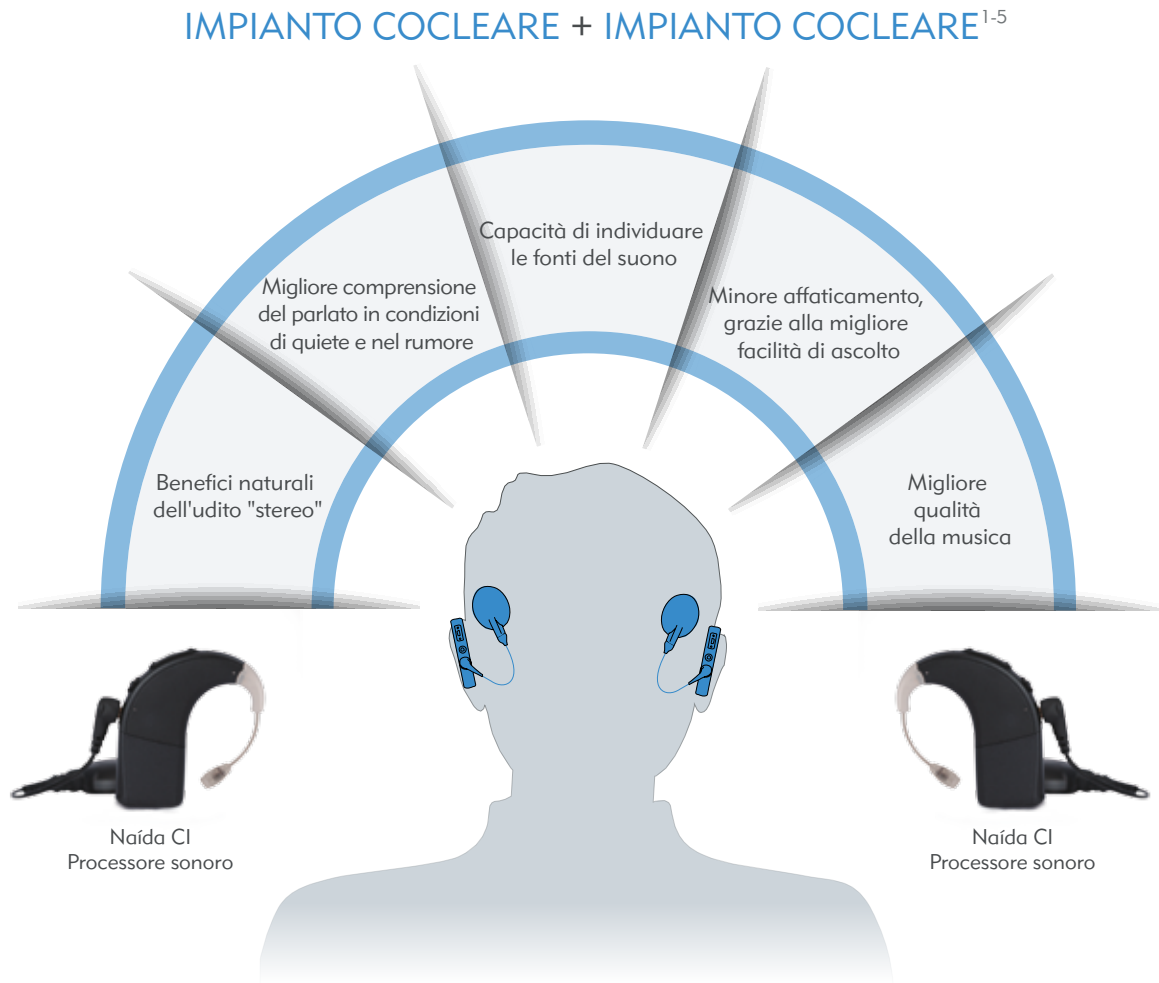 IMPIANTO COCLEARE + IMPIANTO COCLEARE1-5
Capacità di individuare
le fonti del suono
Migliore comprensione
del parlato in condizioni
di quiete e nel rumore
Minore affaticamento,
grazie alla migliore
facilità di ascolto
Benefici naturali
dell'udito "stereo"
Migliore
qualità
della musica
Naída CI
Processore sonoro
Naída CI
Processore sonoro